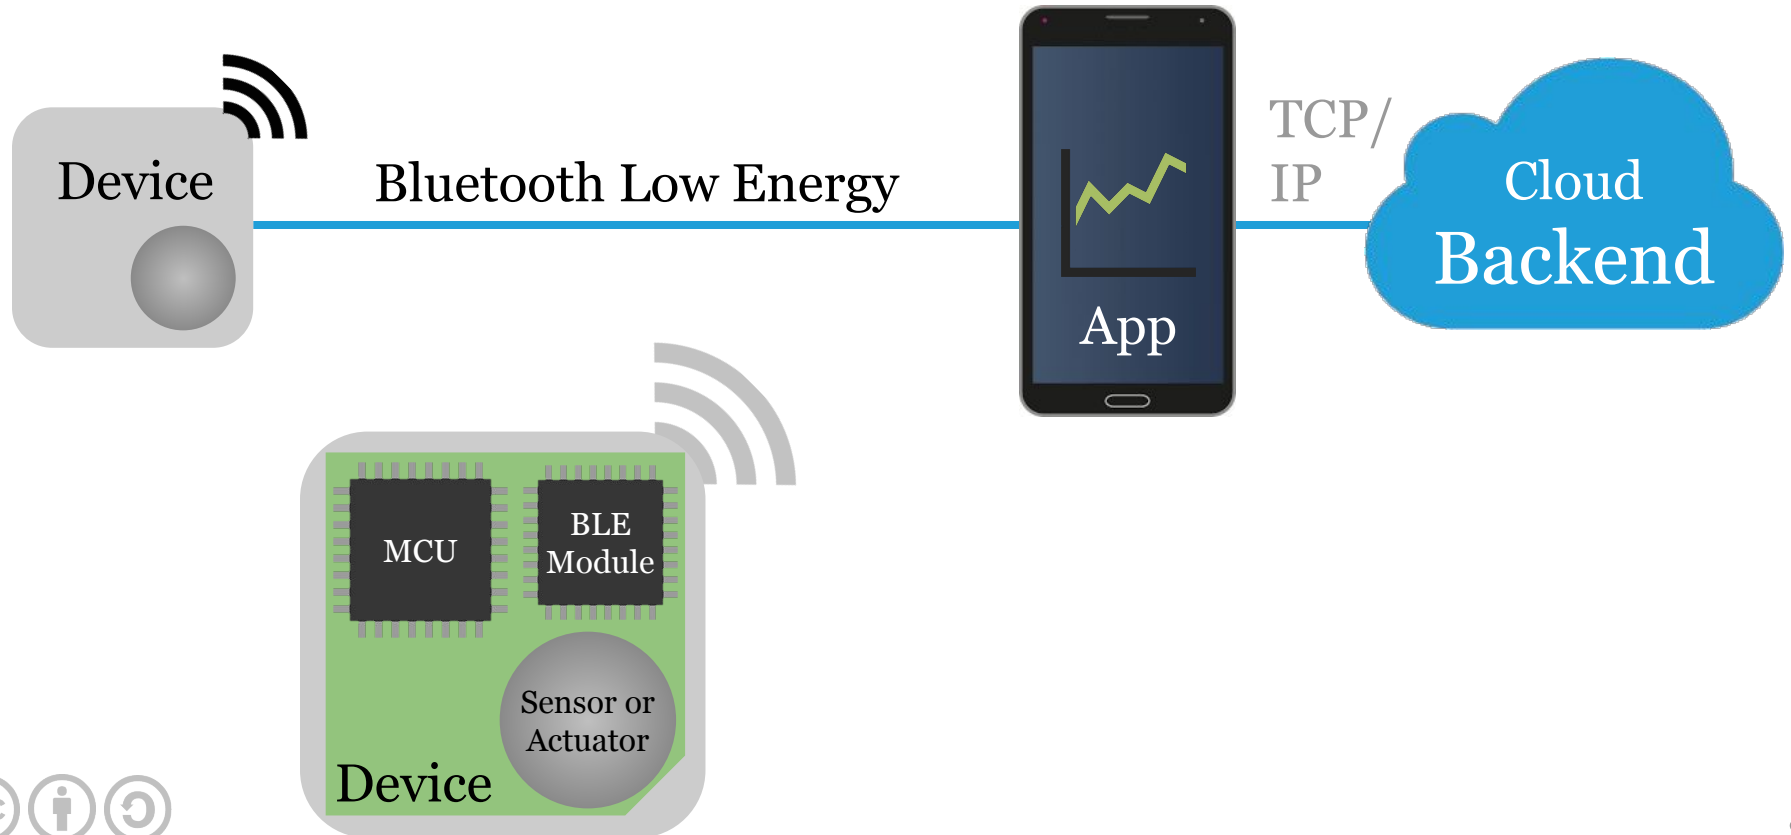 Device
Bluetooth Low Energy
App
TCP/
IP
Cloud
Backend
MCU
BLE
Module
Sensor or
Actuator
Device